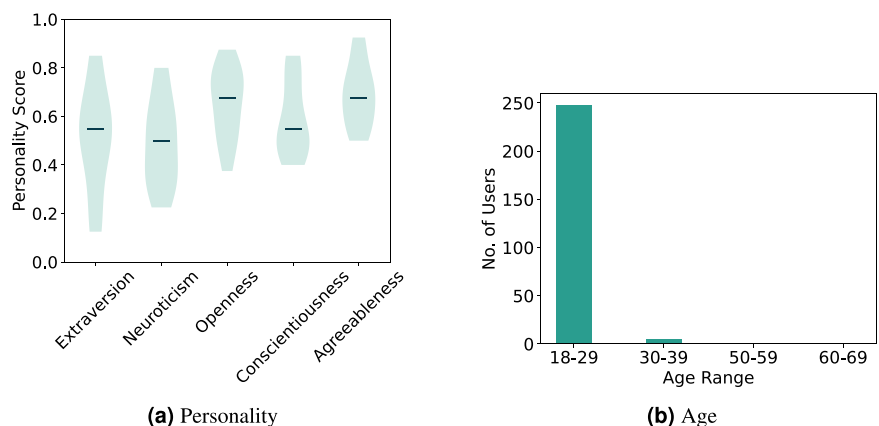 1.0
0.8
0.6
0.4
0.2
0.0
Personality Score
Extraversion
Neuroticism
Openness
Conscientiousness
Agreeableness
(a) Personality
250
200
150
100
50
0
No. of Users
18-29 30-39 50-59 60-69
Age Range
(b) Age